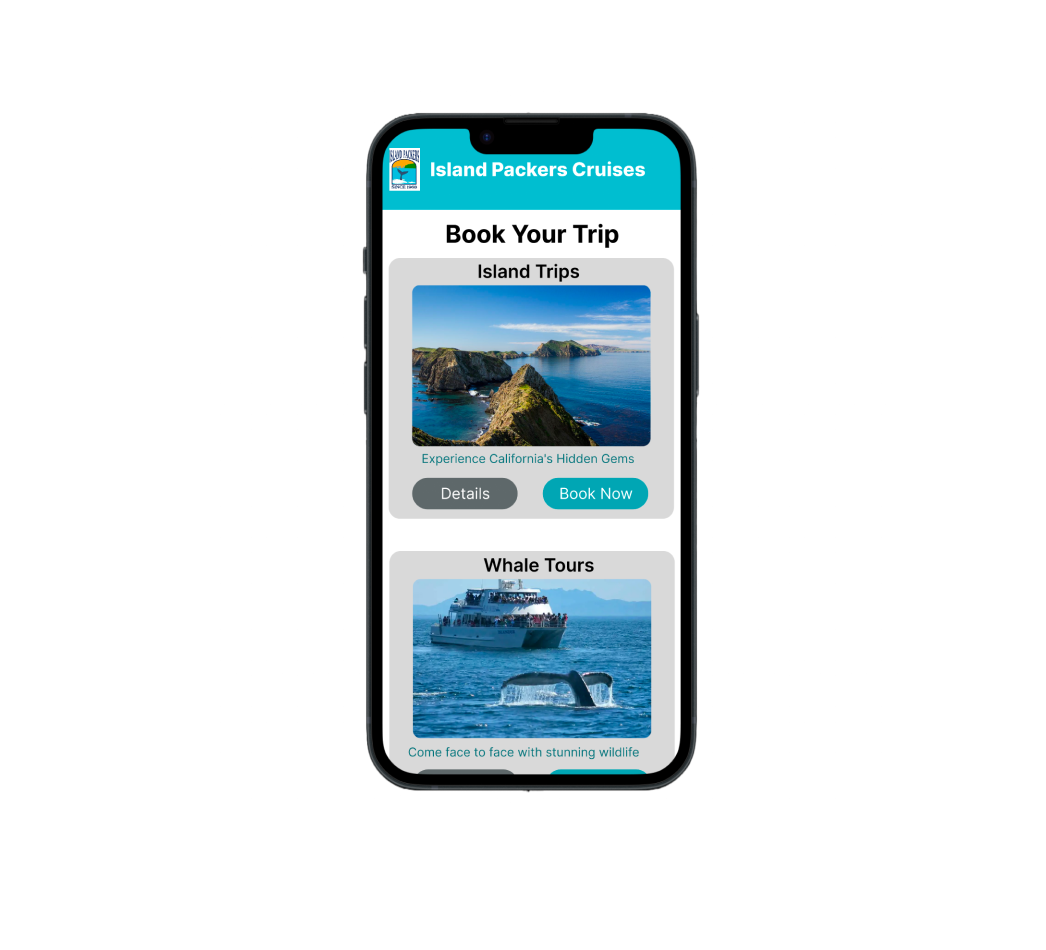 ISLAND PACKERS
SINCE 1968
Island Packers Cruises
Book Your Trip
Island Trips
Experience California's Hidden Gems
Details
Book Now
Whale Tours
Come face to face with stunning wildlife